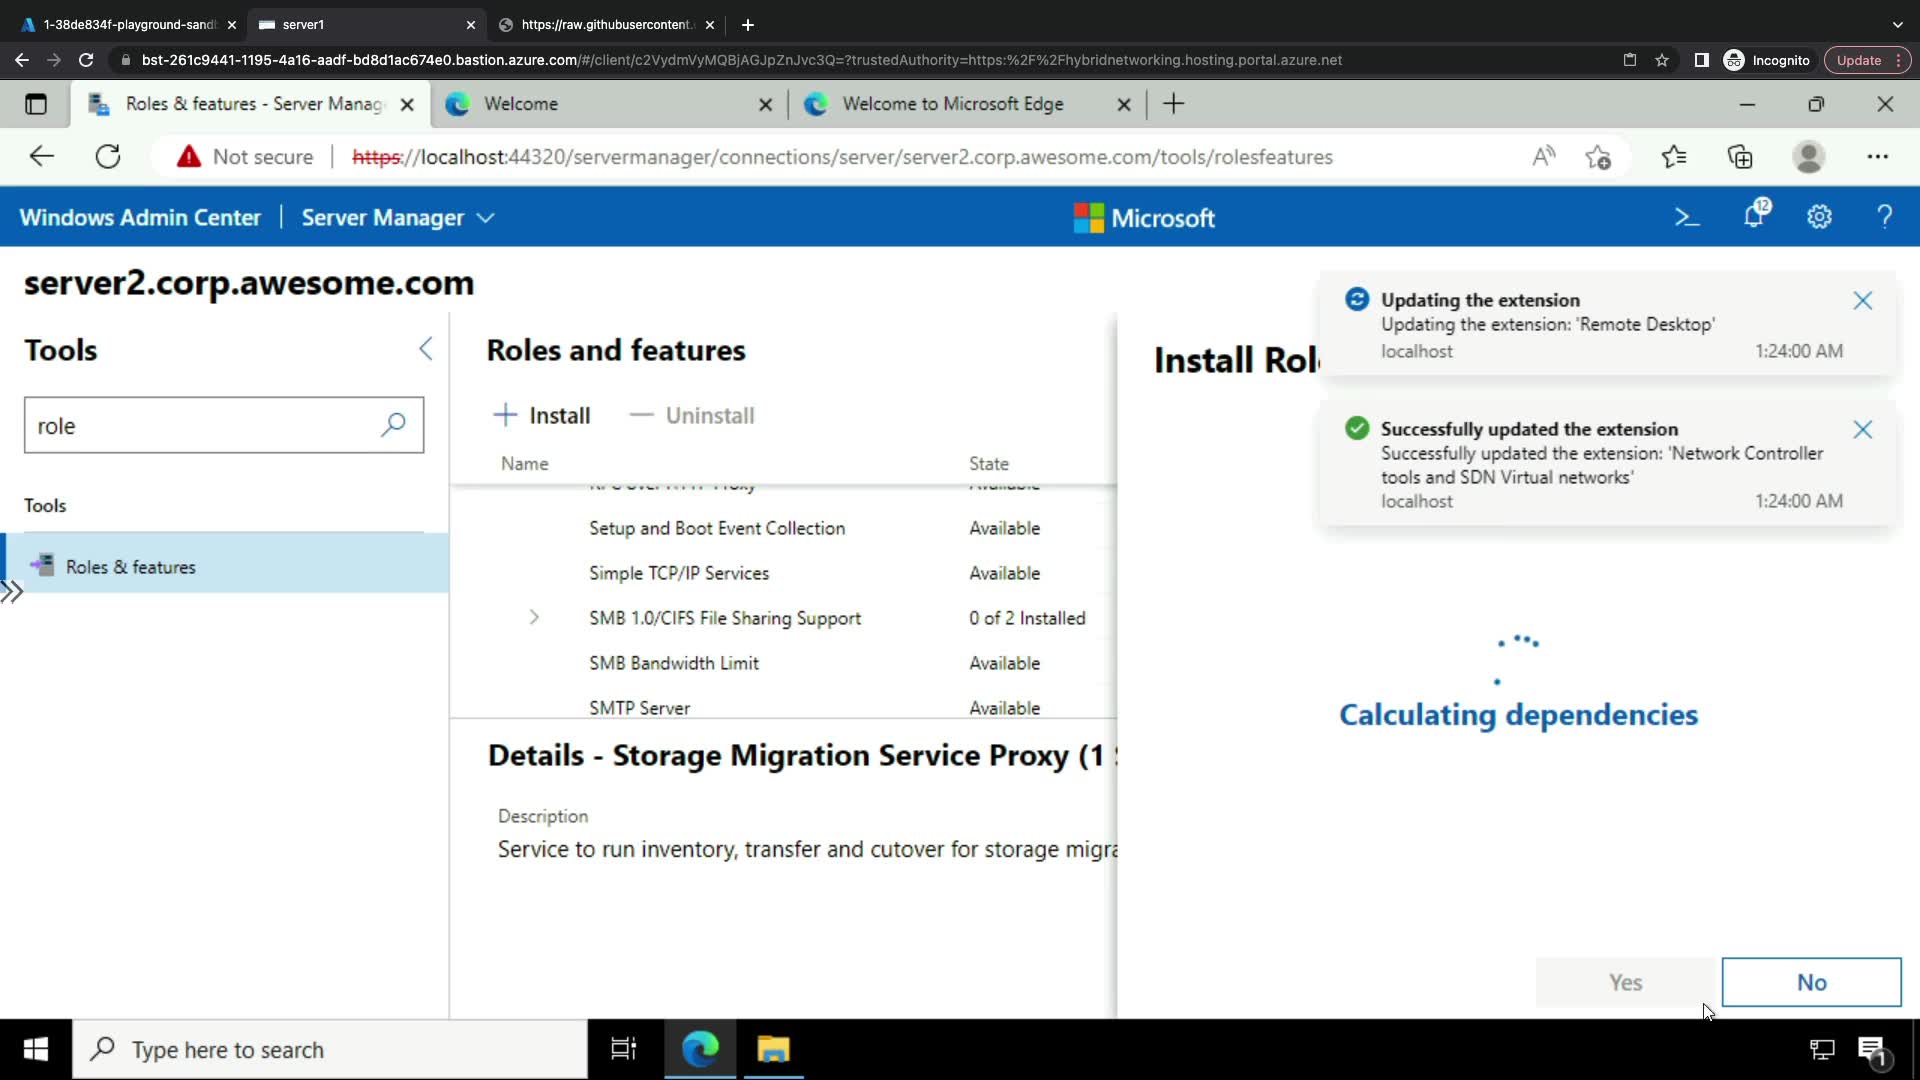 1-38de834f-playground-sand
server1
https://raw.githubusercontent.
bst-261c9441-1195-4a16-aadf-bd8d1ac674e0.bastion.azure.com/#/client/c2VydmVyMQBjAGJpZnJvc3Q=?trustedAuthority=https:%2F%2Fhybridnetworking.hosting.portal.azure.net
Incognito
Update
Roles & features - Server Manag
Welcome
Welcome to Microsoft Edge
Not secure
https://localhost:44320/servermanager/connections/server/server2.corp.awesome.com/tools/rolesfeatures
Windows Admin Center
Server Manager
Microsoft
12
server2.corp.awesome.com
Tools
role
Tools
Roles & features
Roles and features
Install
Uninstall
Name
State
Setup and Boot Event Collection
Available
Simple TCP/IP Services
Available
SMB 1.0/CIFS File Sharing Support
0 of 2 Installed
SMB Bandwidth Limit
Available
SMTP Server
Available
Details - Storage Migration Service Proxy (1
Description
Service to run inventory, transfer and cutover for storage migra
Install Rol
Updating the extension
Updating the extension: 'Remote Desktop'
localhost
1:24:00 AM
Successfully updated the extension
Successfully updated the extension: 'Network Controller
tools and SDN Virtual networks'
localhost
1:24:00 AM
Calculating dependencies
Yes
No
Type here to search
1